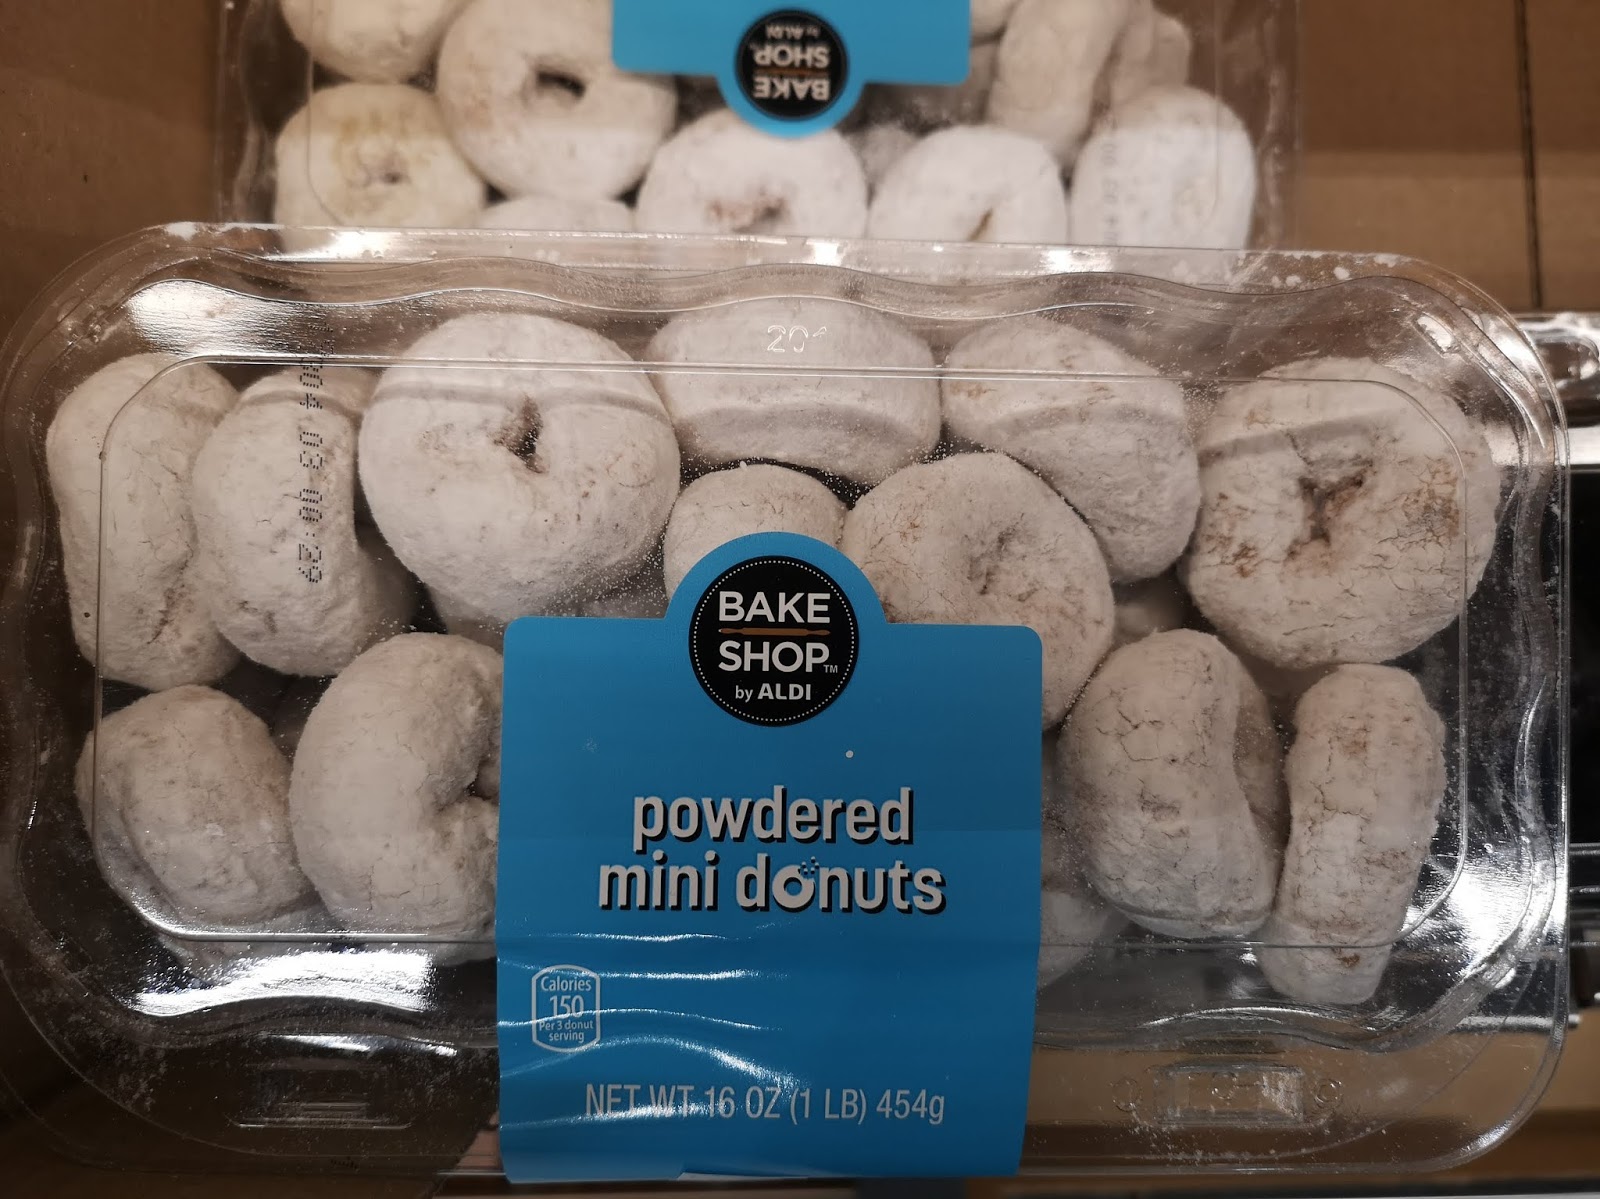 BAKE
SHOP
by ALDI
20
BAKE
SHOP™
by ALDI
powdered
mini donuts
Calories
150
Per 3 donut
serving
NET WT 16 OZ (1 LB) 454g